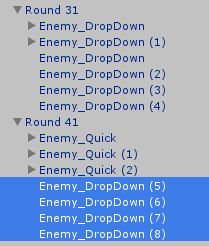 Round 31
Enemy_DropDown
Enemy_DropDown (1)
Enemy_DropDown
Enemy_DropDown (2)
Enemy_DropDown (3)
Enemy_DropDown (4)
Round 41
Enemy_Quick
Enemy_Quick (1)
Enemy_Quick (2)
Enemy_DropDown (5)
Enemy_DropDown (6)
Enemy_DropDown (7)
Enemy_DropDown (8)